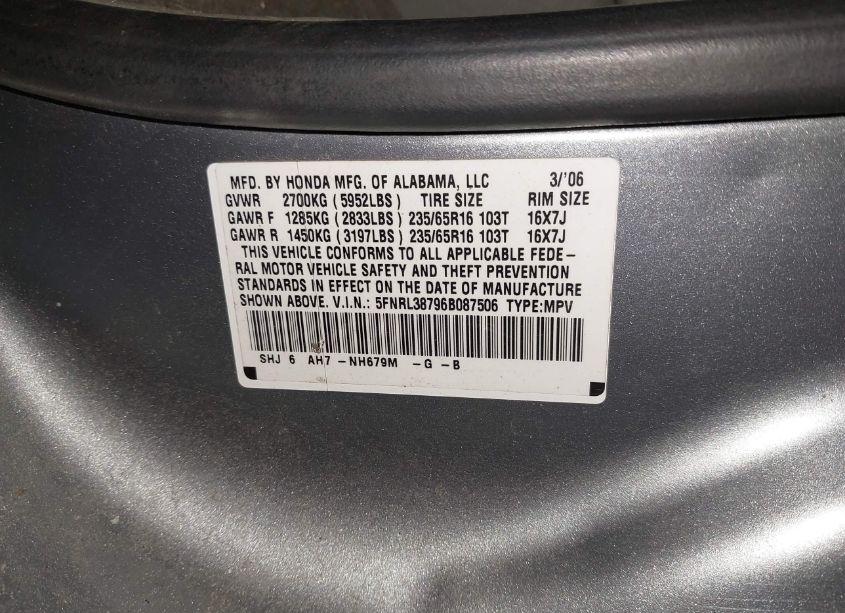 MFD. BY HONDA MFG. OF ALABAMA, LLC 3/'06
GVWR 2700KG (5952LBS) TIRE SIZE RIM SIZE
GAWR F 1285KG (2833LBS) 235/65R16 103T 16X7J
GAWR R 1450KG (3197LBS) 235/65R16 103T 16X7J
THIS VEHICLE CONFORMS TO ALL APPLICABLE FEDE-
RAL MOTOR VEHICLE SAFETY AND THEFT PREVENTION
STANDARDS IN EFFECT ON THE DATE OF MANUFACTURE
SHOWN ABOVE. V.I.N.: 5FNRL38796B087506 TYPE:MPV
SHJ 6 AH7 -NH679M -G -B